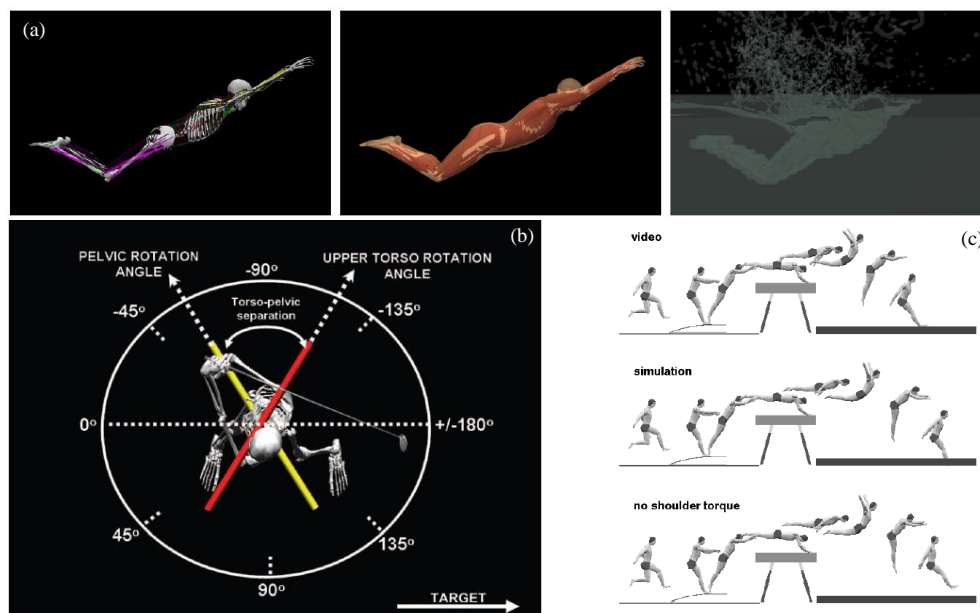 (a)
(b)
PELVIC ROTATION
ANGLE
-90º
UPPER TORSO ROTATION
ANGLE
-45º
Torso-pelvic
separation
-135º
0º
+/-180º
45º
135º
90º
TARGET
(c)
video
simulation
no shoulder torque